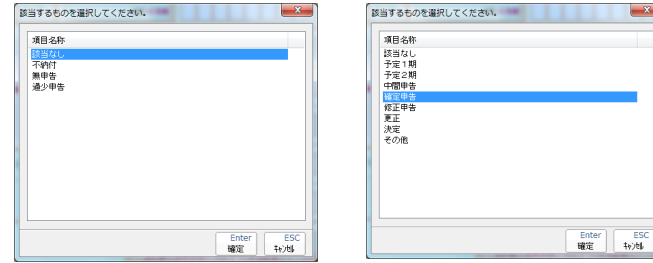 該当するものを選択してください。
項目名称
該当なし
不納付
無申告
過少申告
Enter
確定
ESC
ｷｬﾝｾﾙ
該当するものを選択してください。
項目名称
該当なし
予定１期
予定２期
中間申告
確定申告
修正申告
更正
決定
その他
Enter
確定
ESC
ｷｬﾝｾﾙ